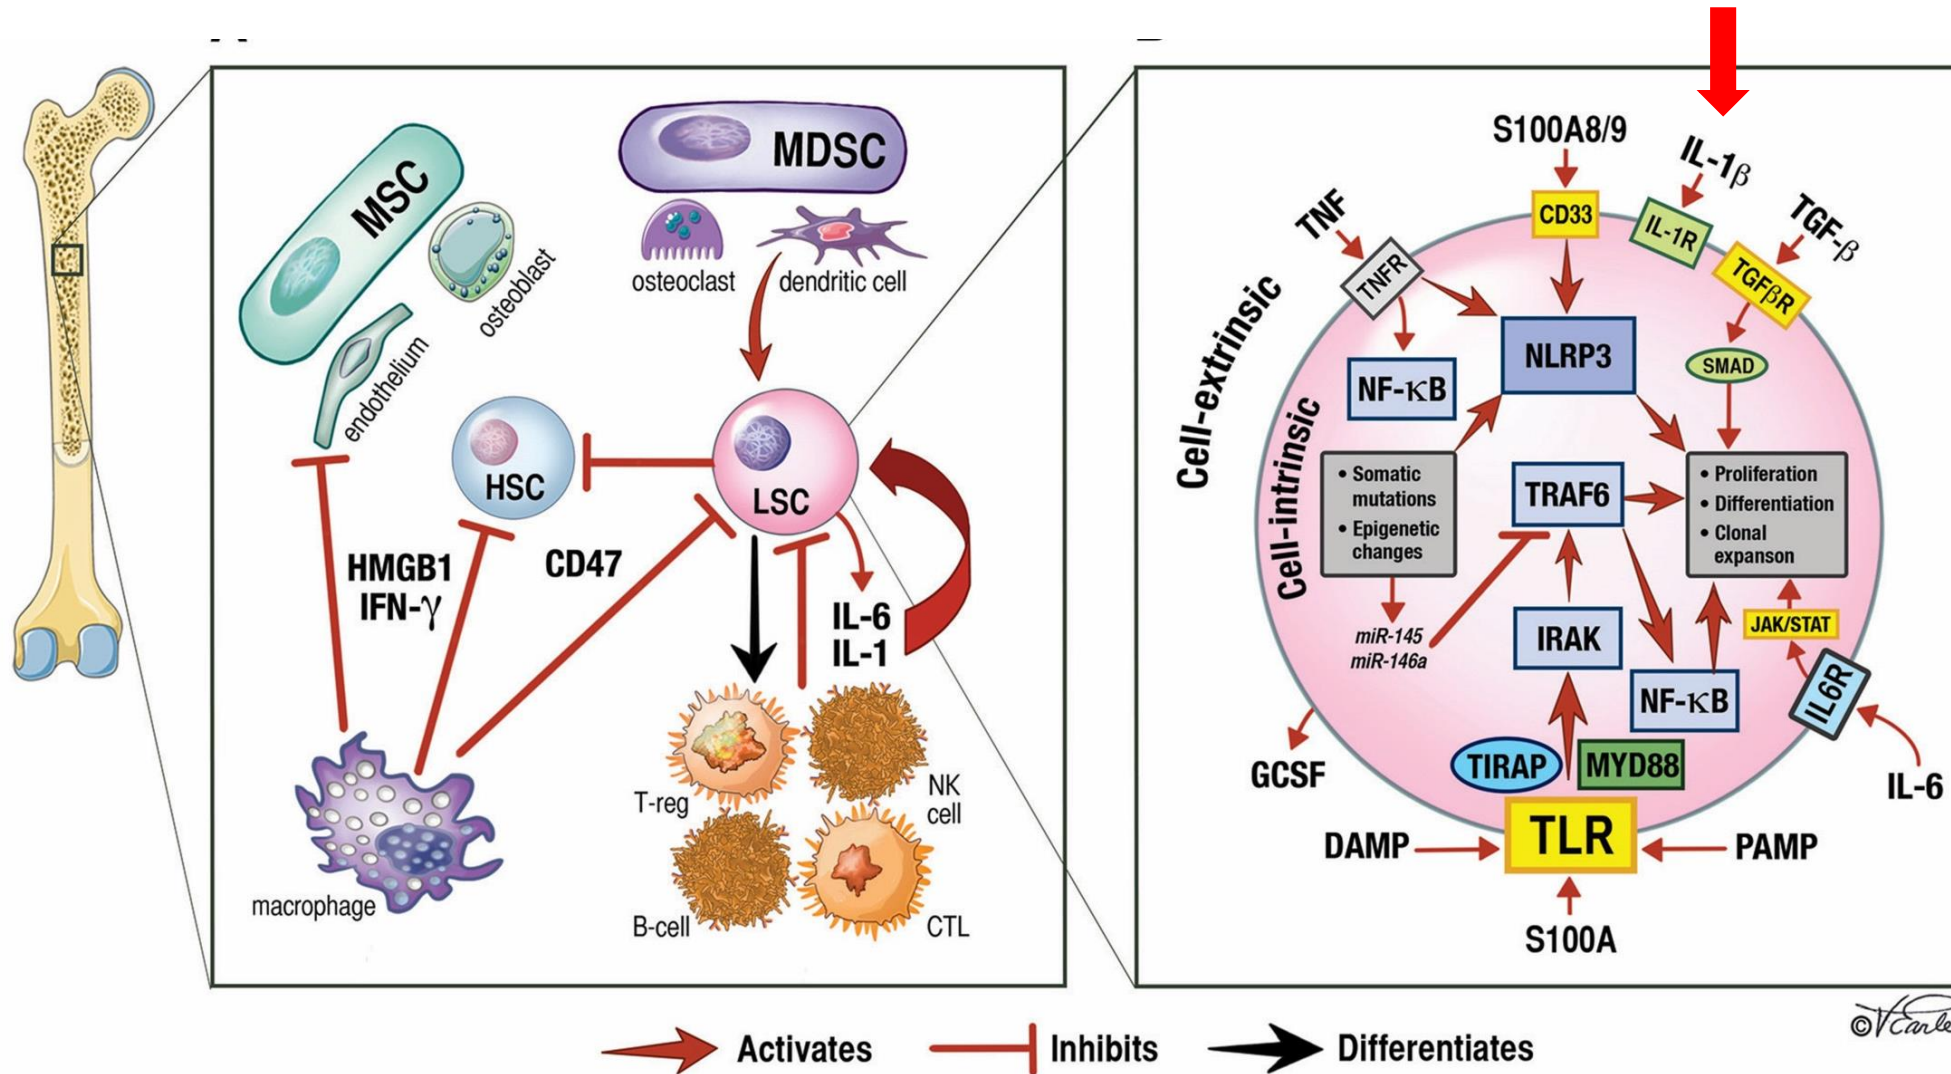 MSC
osteoblast
endothelium
MDSC
osteoclast
dendritic cell
HSC
LSC
HMGB1
IFN-γ
CD47
IL-6
IL-1
macrophage
T-reg
NK
cell
B-cell
CTL
S100A8/9
IL-1β
TNF
TGF-β
CD33
IL-1R
TNFR
TGFβR
Cell-extrinsic
Cell-intrinsic
NLRP3
NF-κB
SMAD
• Somatic
mutations
• Epigenetic
changes
TRAF6
• Proliferation
• Differentiation
• Clonal
expanson
miR-145
miR-146a
IRAK
JAK/STAT
NF-κB
IL6R
GCSF
TIRAP
MYD88
IL-6
TLR
DAMP
PAMP
S100A
Activates
Inhibits
Differentiates